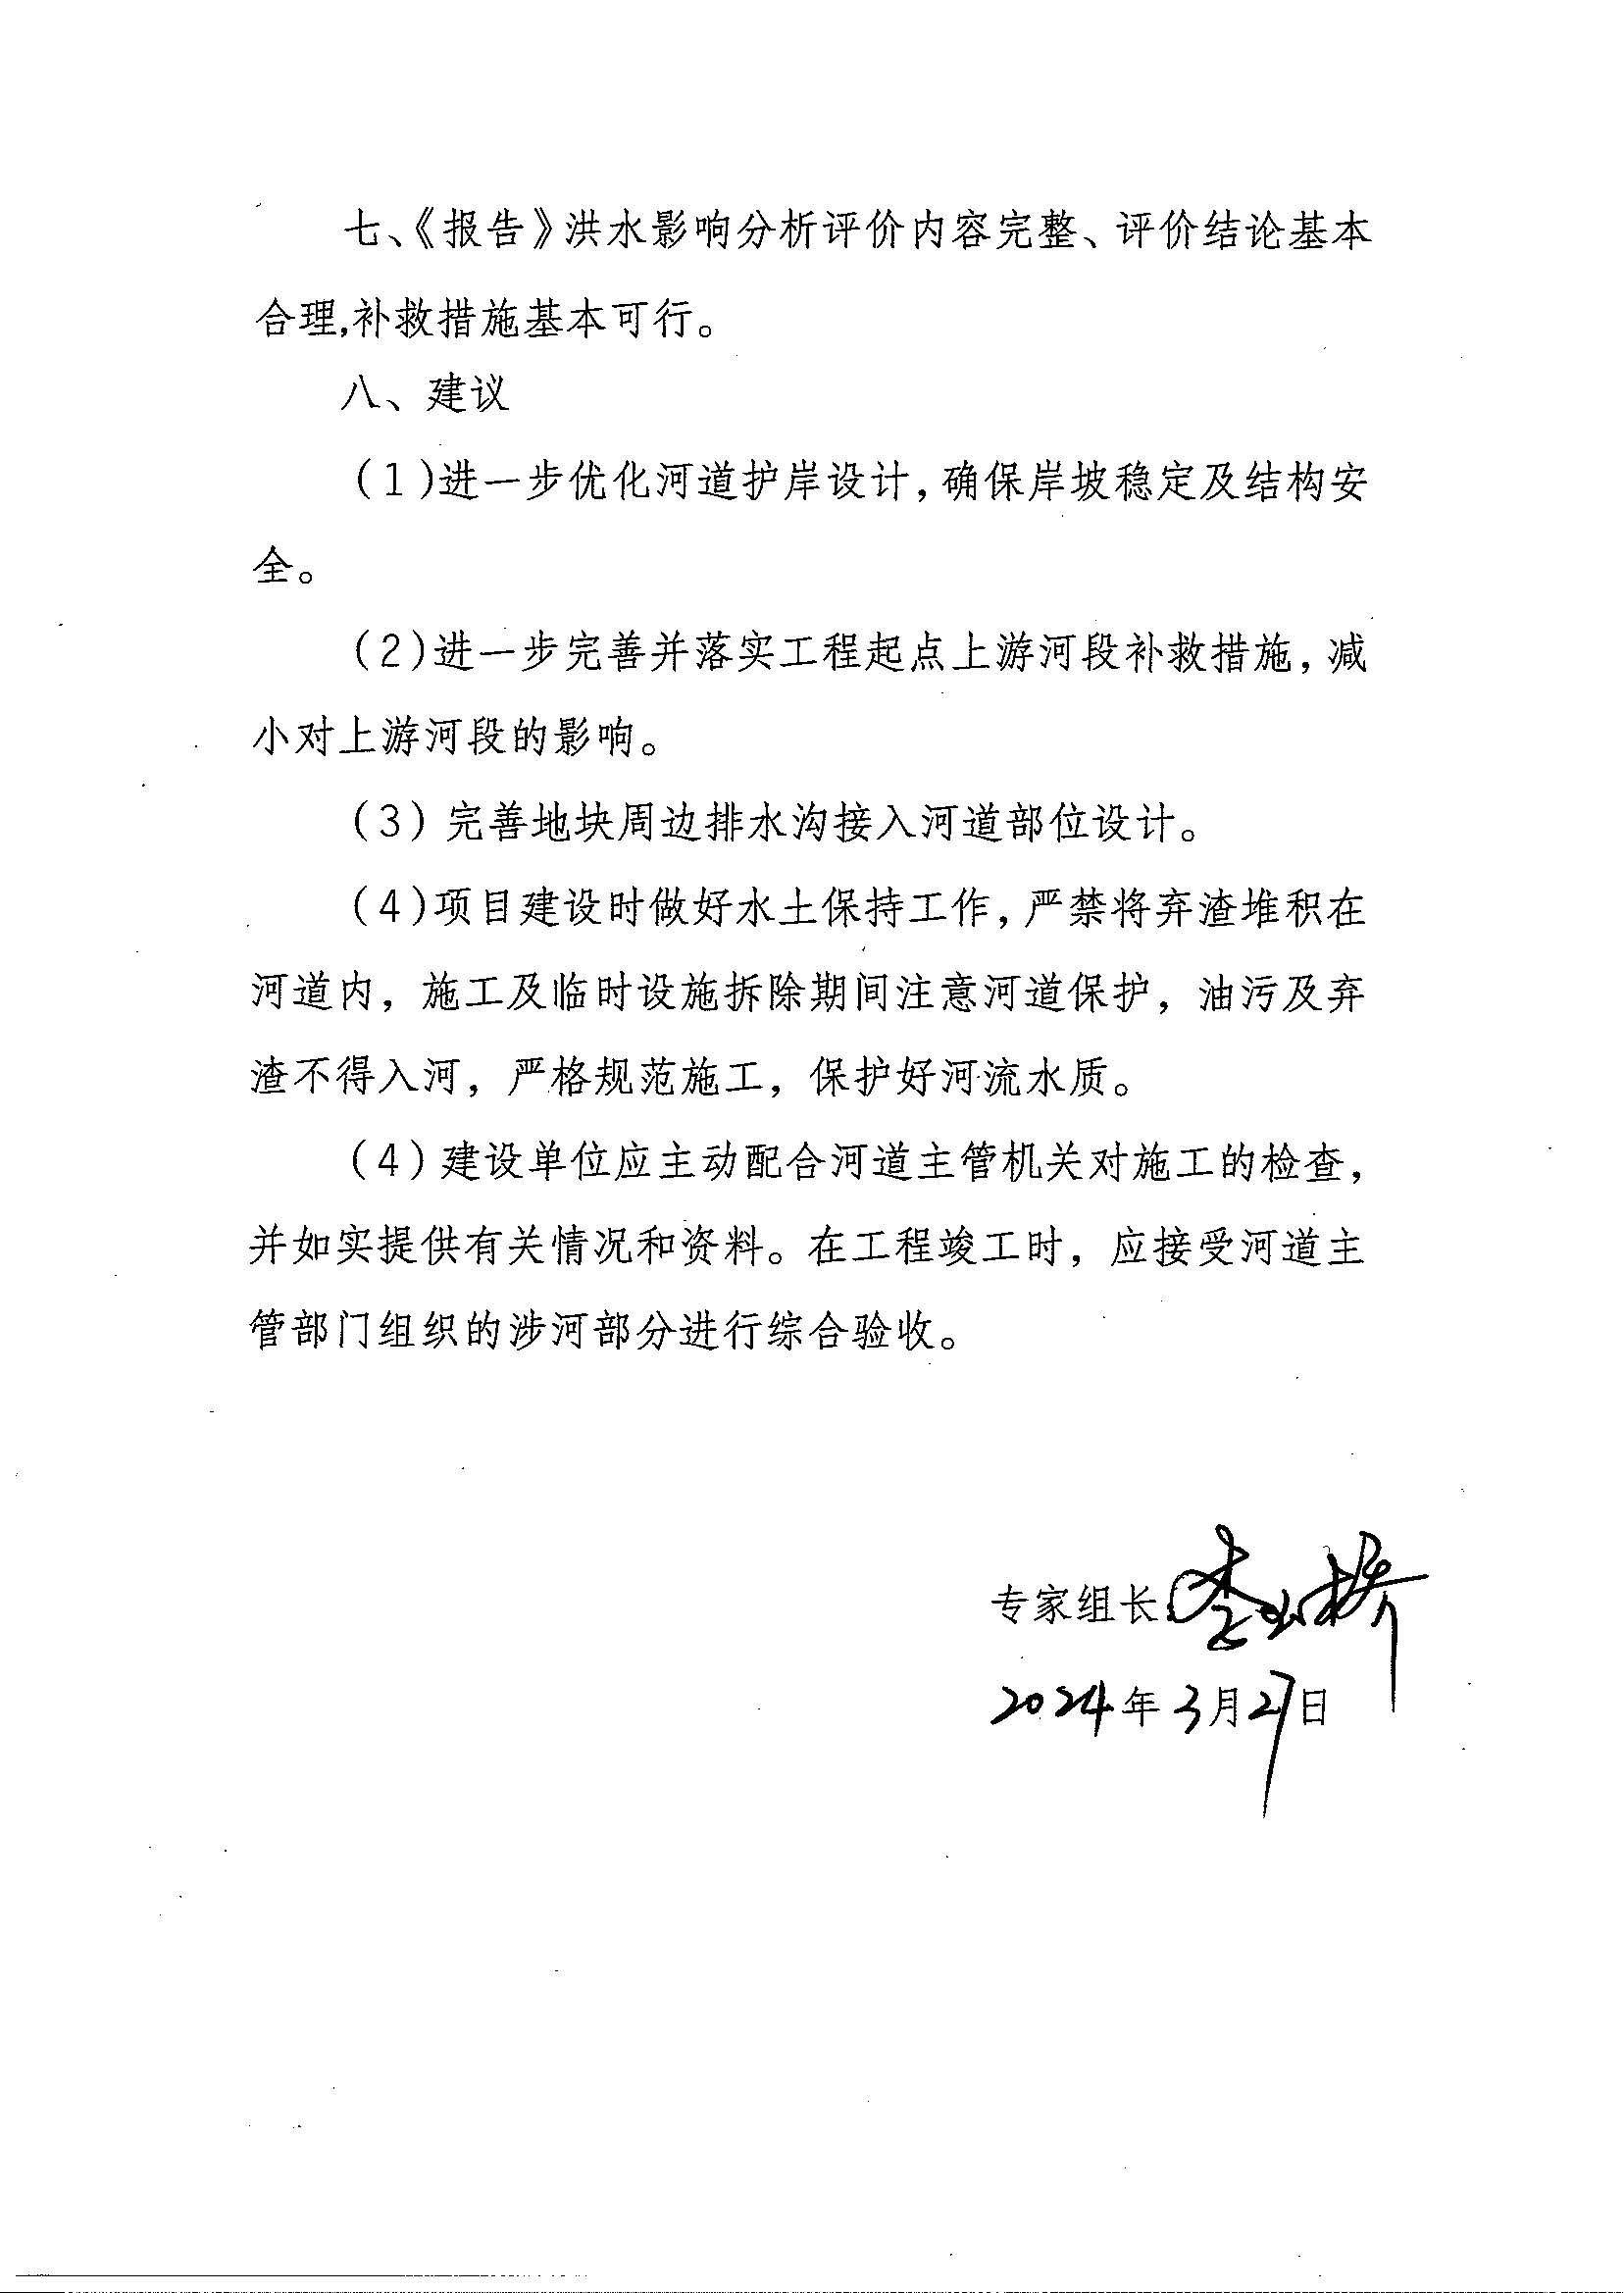 七、《报告》洪水影响分析评价内容完整、评价结论基本
合理,补救措施基本可行。
八、建议
(1)进一步优化河道护岸设计，确保岸坡稳定及结构安
全。
(2)进一步完善并落实工程起点上游河段补救措施，减
小对上游河段的影响。
(3)完善地块周边排水沟接入河道部位设计。
(4)项目建设时做好水土保持工作，严禁将弃渣堆积在
河道内，施工及临时设施拆除期间注意河道保护，油污及弃
渣不得入河，严格规范施工，保护好河流水质。
(4)建设单位应主动配合河道主管机关对施工的检查，
并如实提供有关情况和资料。在工程竣工时，应接受河道主
管部门组织的涉河部分进行综合验收。
专家组长:
2024年3月27日